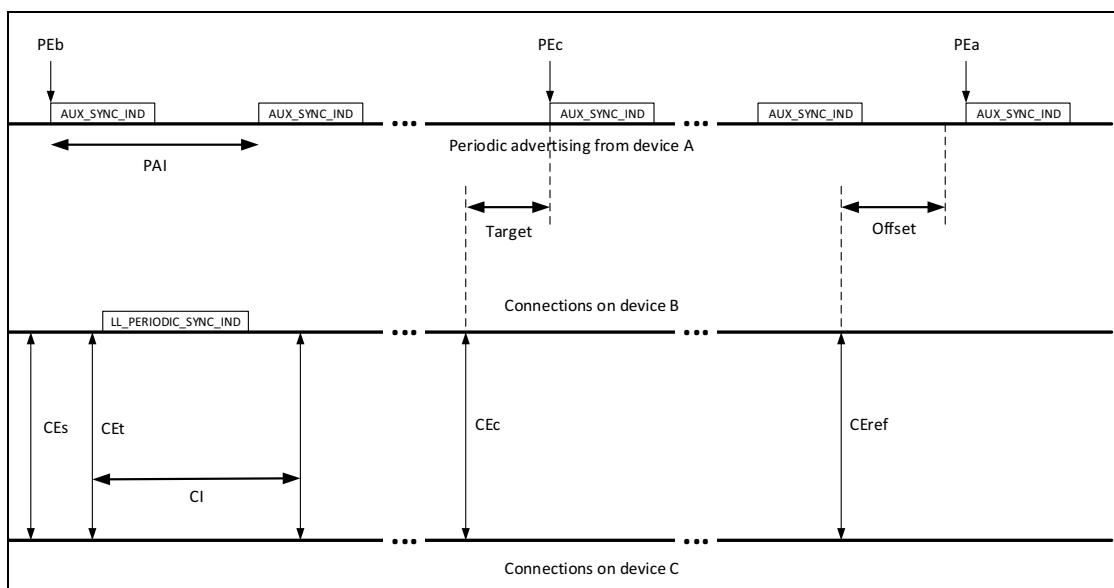 PEb PEc PEa
AUX_SYNC_IND AUX_SYNC_IND AUX_SYNC_IND AUX_SYNC_IND AUX_SYNC_IND
Periodic advertising from device A
PAI
Target Offset
Connections on device B
LL_PERIODIC_SYNC_IND
CEs CEt CEc CEref
CI
Connections on device C